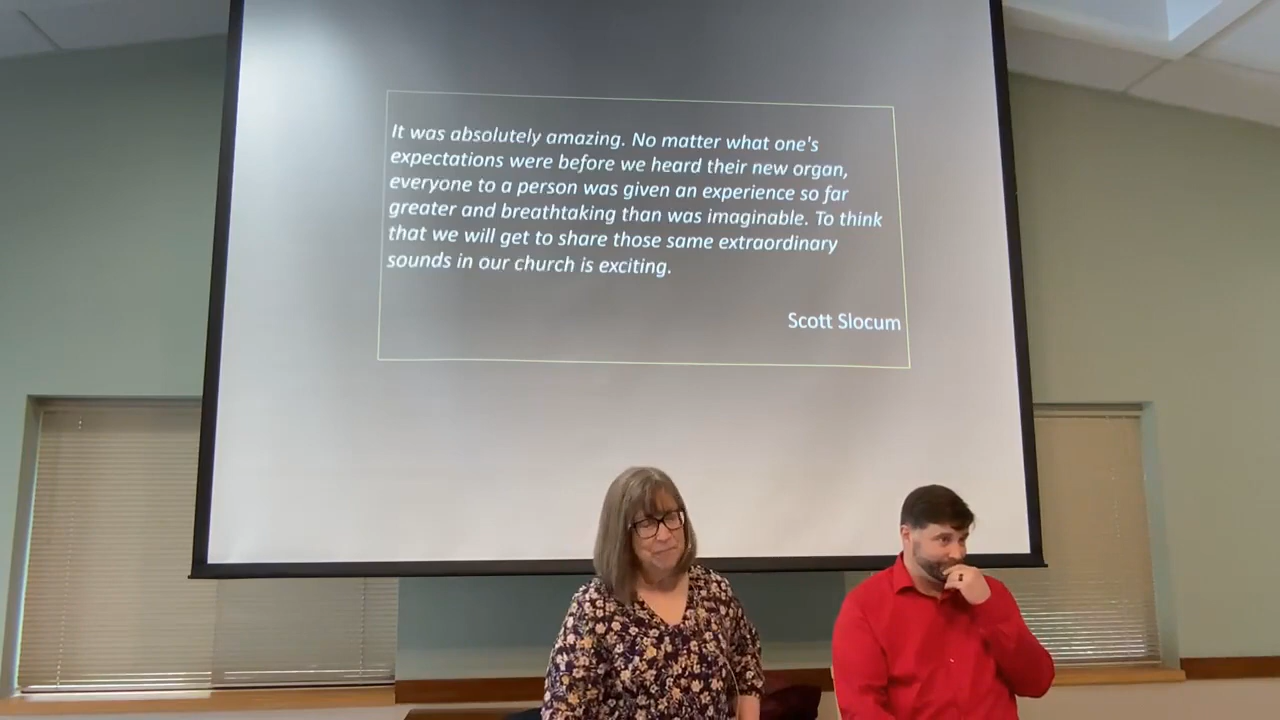 It was absolutely amazing. No matter what one's
expectations were before we heard their new organ,
everyone to a person was given an experience so far
greater and breathtaking than was imaginable. To think
that we will get to share those same extraordinary
sounds in our church is exciting.
Scott Slocum